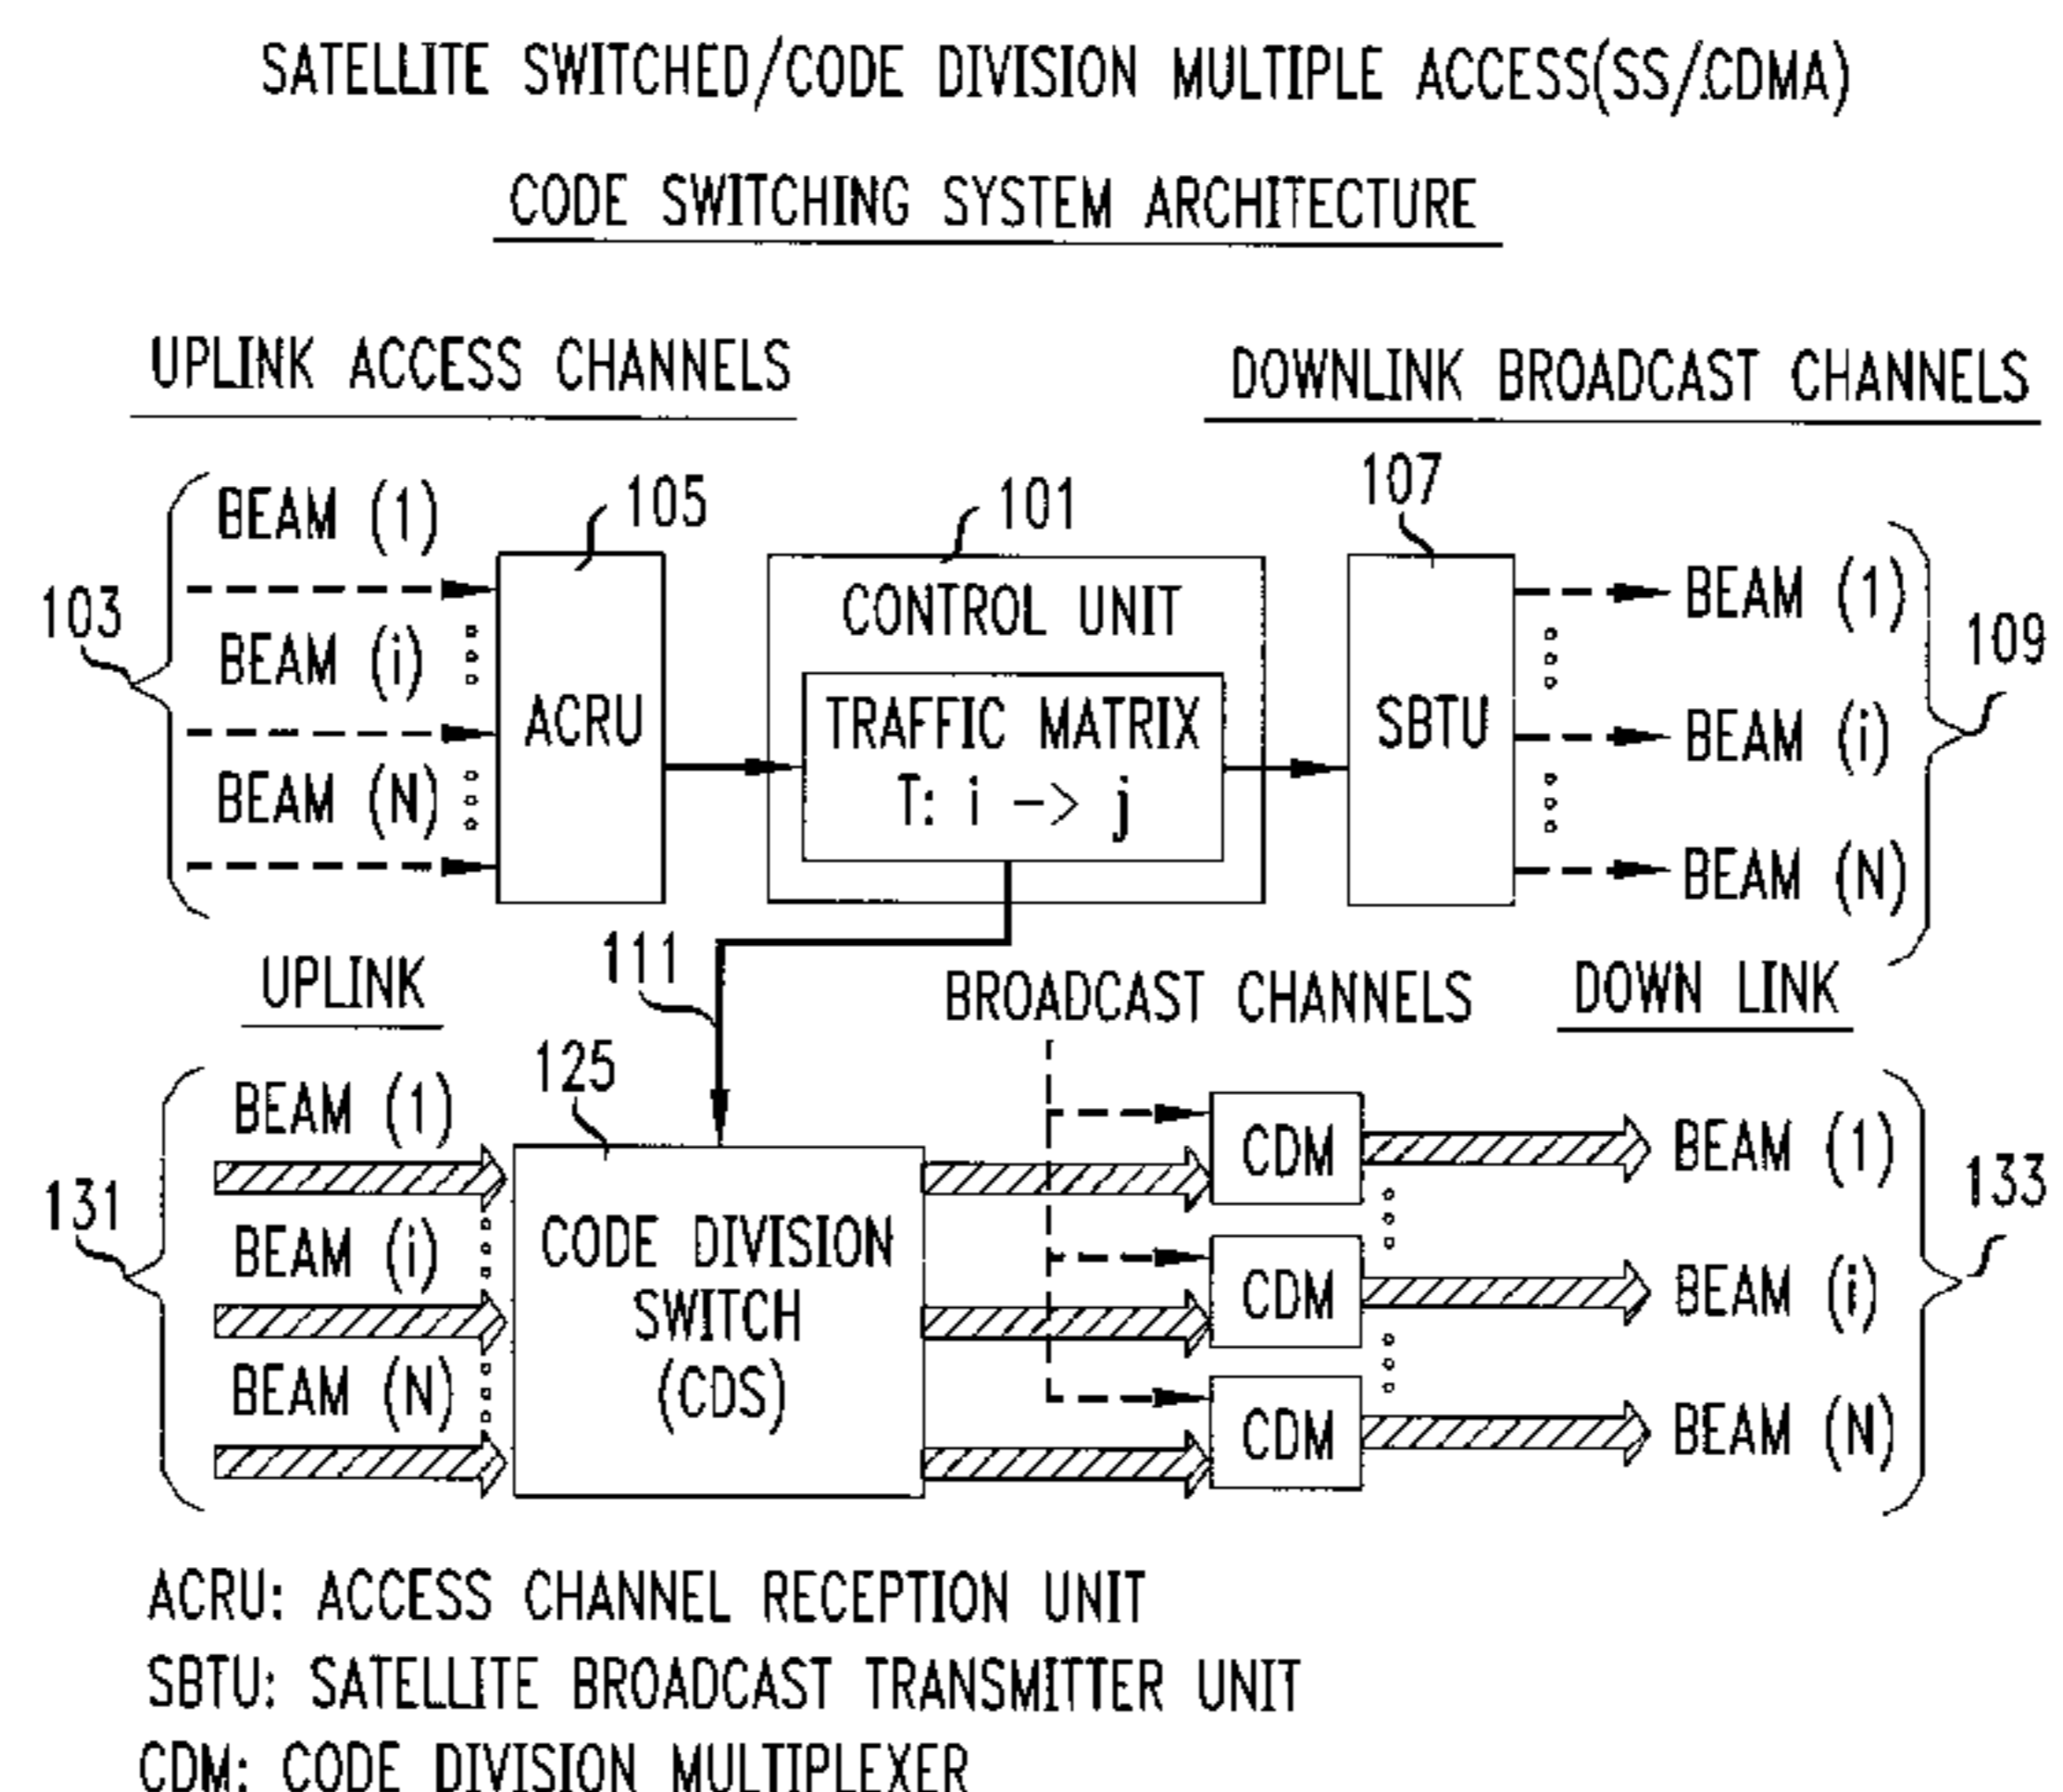 SATELLITE SWITCHED/CODE DIVISION MULTIPLE ACCESS(SS/CDMA)
CODE SWITCHING SYSTEM ARCHITECTURE
UPLINK ACCESS CHANNELS
DOWNLINK BROADCAST CHANNELS
103
BEAM (1)
BEAM (i)
BEAM (N)
105
ACRU
101
CONTROL UNIT
TRAFFIC MATRIX
T: i -> j
107
SBTU
BEAM (1)
BEAM (i)
BEAM (N)
109
111
UPLINK
BROADCAST CHANNELS
DOWN LINK
131
BEAM (1)
BEAM (i)
BEAM (N)
125
CODE DIVISION
SWITCH
(CDS)
CDM
CDM
CDM
BEAM (1)
BEAM (i)
BEAM (N)
133
ACRU: ACCESS CHANNEL RECEPTION UNIT
SBTU: SATELLITE BROADCAST TRANSMITTER UNIT
CDM: CODE DIVISION MULTIPLEXER